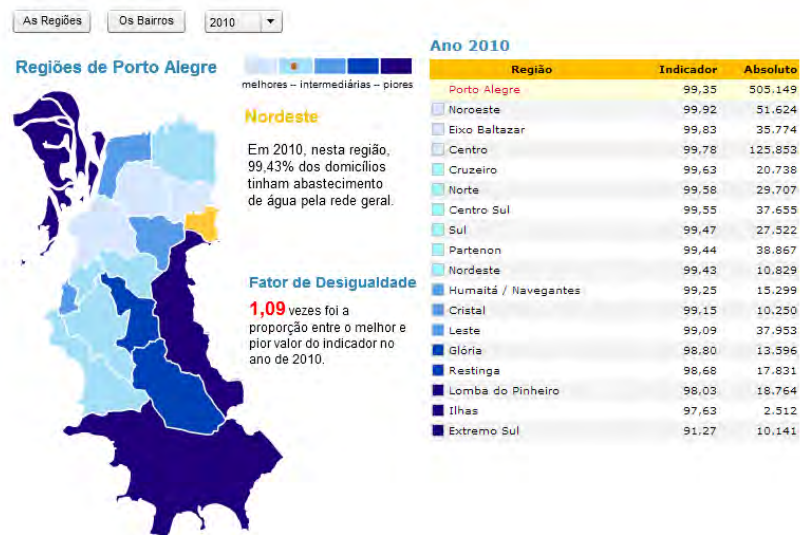 As Regiões Os Bairros 2010
Regiões de Porto Alegre
melhores -- intermediárias -- piores
Nordeste
Em 2010, nesta região,
99,43% dos domicílios
tinham abastecimento
de água pela rede geral.
Fator de Desigualdade
1,09 vezes foi a
proporção entre o melhor e
pior valor do indicador no
ano de 2010.
Ano 2010
Região Indicador Absoluto
Porto Alegre 99,35 505.149
Noroeste 99,92 51.624
Eixo Baltazar 99,83 35.774
Centro 99,78 125.853
Cruzeiro 99,63 20.738
Norte 99,58 29.707
Centro Sul 99,55 37.655
Sul 99,47 27.522
Partenon 99,44 38.867
Nordeste 99,43 10.829
Humaitá / Navegantes 99,25 15.299
Cristal 99,15 10.250
Leste 99,09 37.953
Glória 98,80 13.596
Restinga 98,68 17.831
Lomba do Pinheiro 98,03 18.764
Ilhas 97,63 2.512
Extremo Sul 91,27 10.141